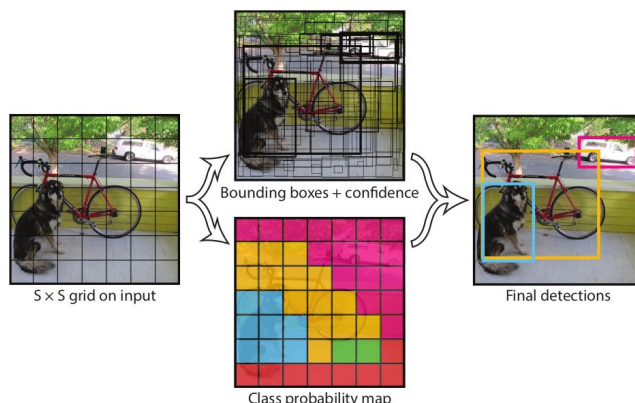 Bounding boxes + confidence
S × S grid on input
Final detections
Class probability map